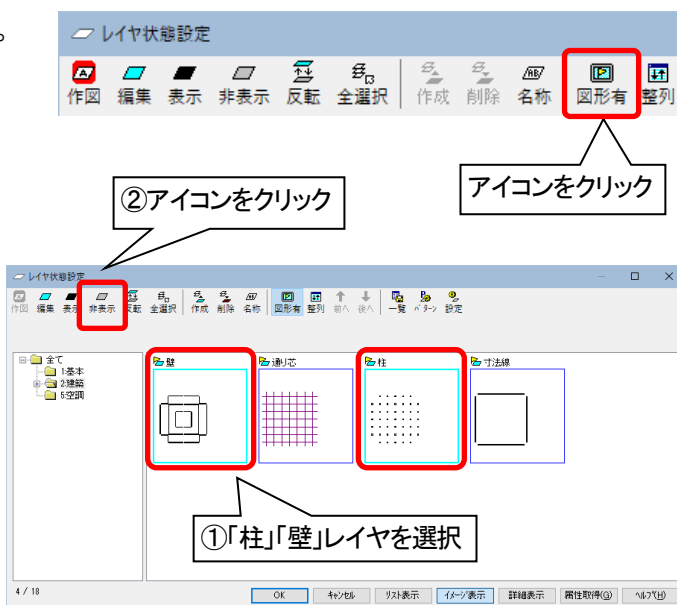 。
レイヤ状態設定
作図 編集 表示 非表示 反転 全選択 作成 削除 名称 図形有 整列
アイコンをクリック
②アイコンをクリック
レイヤ状態設定
作図 編集 表示 非表示 反転 全選択 作成 削除 名称 図形有 整列 前へ 後へ 一覧 パターン 設定
全て
1:基本
2:建築
5:空調
壁 通り芯 柱 寸法線
①「柱」「壁」レイヤを選択
4 / 18
OK キャンセル リスト表示 イメージ表示 詳細表示 属性取得(G) ヘルプ(H)